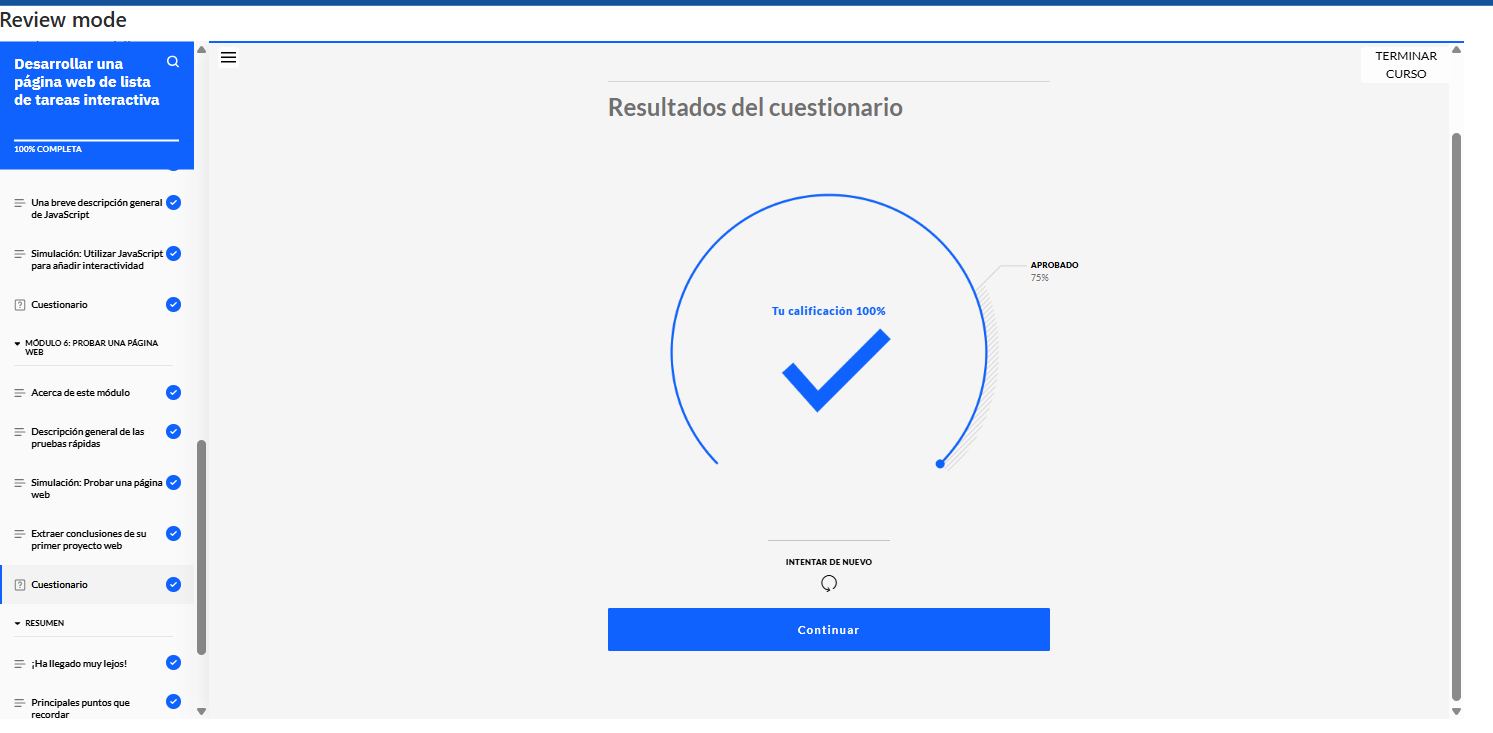 Review mode
Desarrollar una
página web de lista
de tareas interactiva
100% COMPLETA
Una breve descripción general
de JavaScript
Simulación: Utilizar JavaScript
para añadir interactividad
Cuestionario
MÓDULO 6: PROBAR UNA PÁGINA
WEB
Acerca de este módulo
Descripción general de las
pruebas rápidas
Simulación: Probar una página
web
Extraer conclusiones de su
primer proyecto web
Cuestionario
RESUMEN
¡Ha llegado muy lejos!
Principales puntos que
recordar
TERMINAR
CURSO
Resultados del cuestionario
APROBADO
75%
Tu calificación 100%
INTENTAR DE NUEVO
Continuar